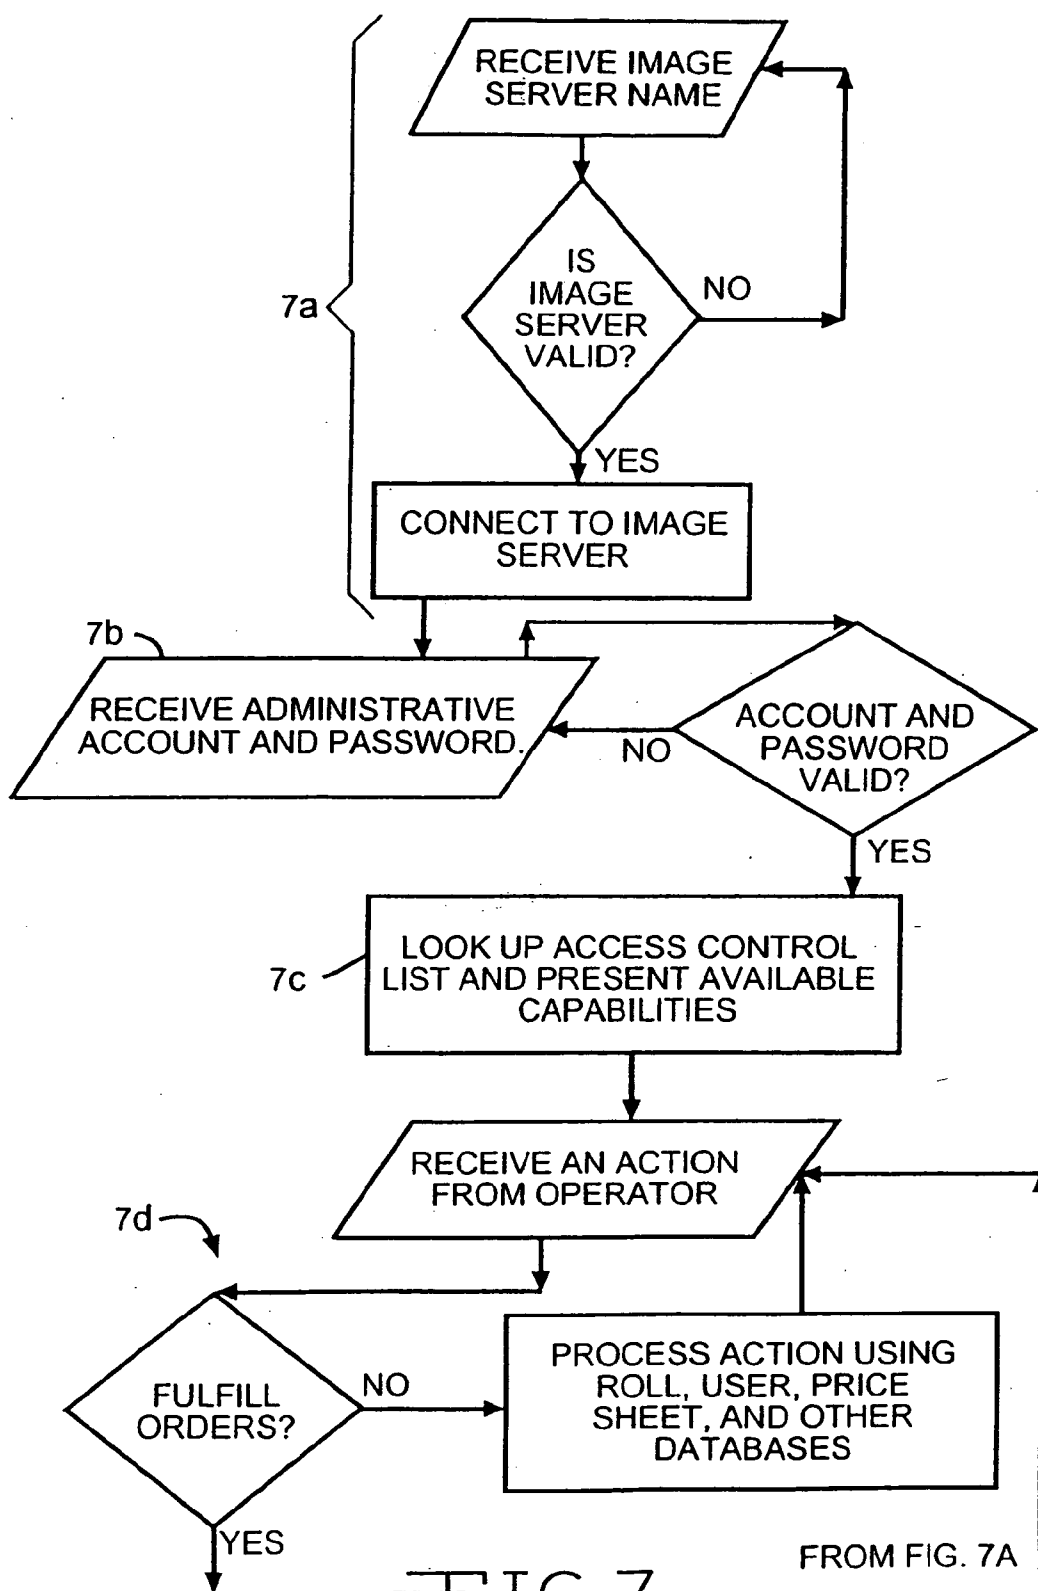 RECEIVE IMAGE
SERVER NAME
IS
IMAGE
SERVER
VALID?
NO
7a
YES
CONNECT TO IMAGE
SERVER
7b
RECEIVE ADMINISTRATIVE
ACCOUNT AND PASSWORD.
ACCOUNT AND
PASSWORD
VALID?
NO
YES
7c
LOOK UP ACCESS CONTROL
LIST AND PRESENT AVAILABLE
CAPABILITIES
RECEIVE AN ACTION
FROM OPERATOR
7d
FULFILL
ORDERS?
NO
PROCESS ACTION USING
ROLL, USER, PRICE
SHEET, AND OTHER
DATABASES
YES
FROM FIG. 7A
FIG 7